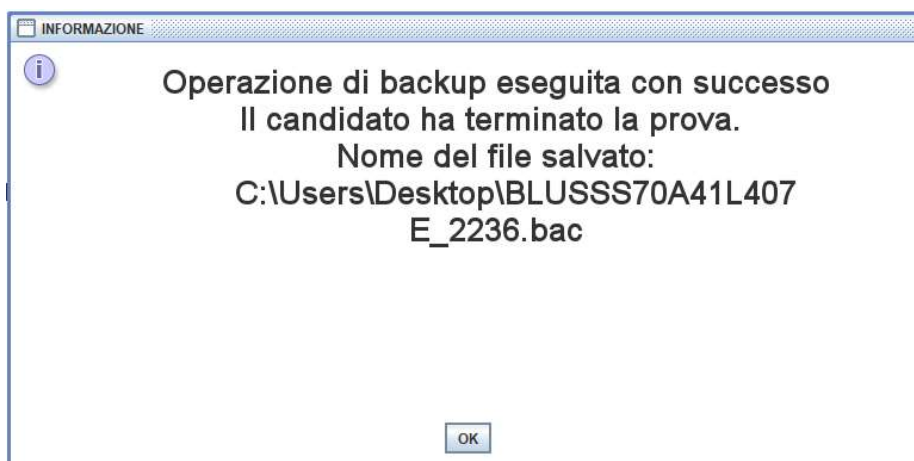 INFORMAZIONE
i
Operazione di backup eseguita con successo
Il candidato ha terminato la prova.
Nome del file salvato:
C:\Users\Desktop\BLUSSS70A41L407
E_2236.bac
OK